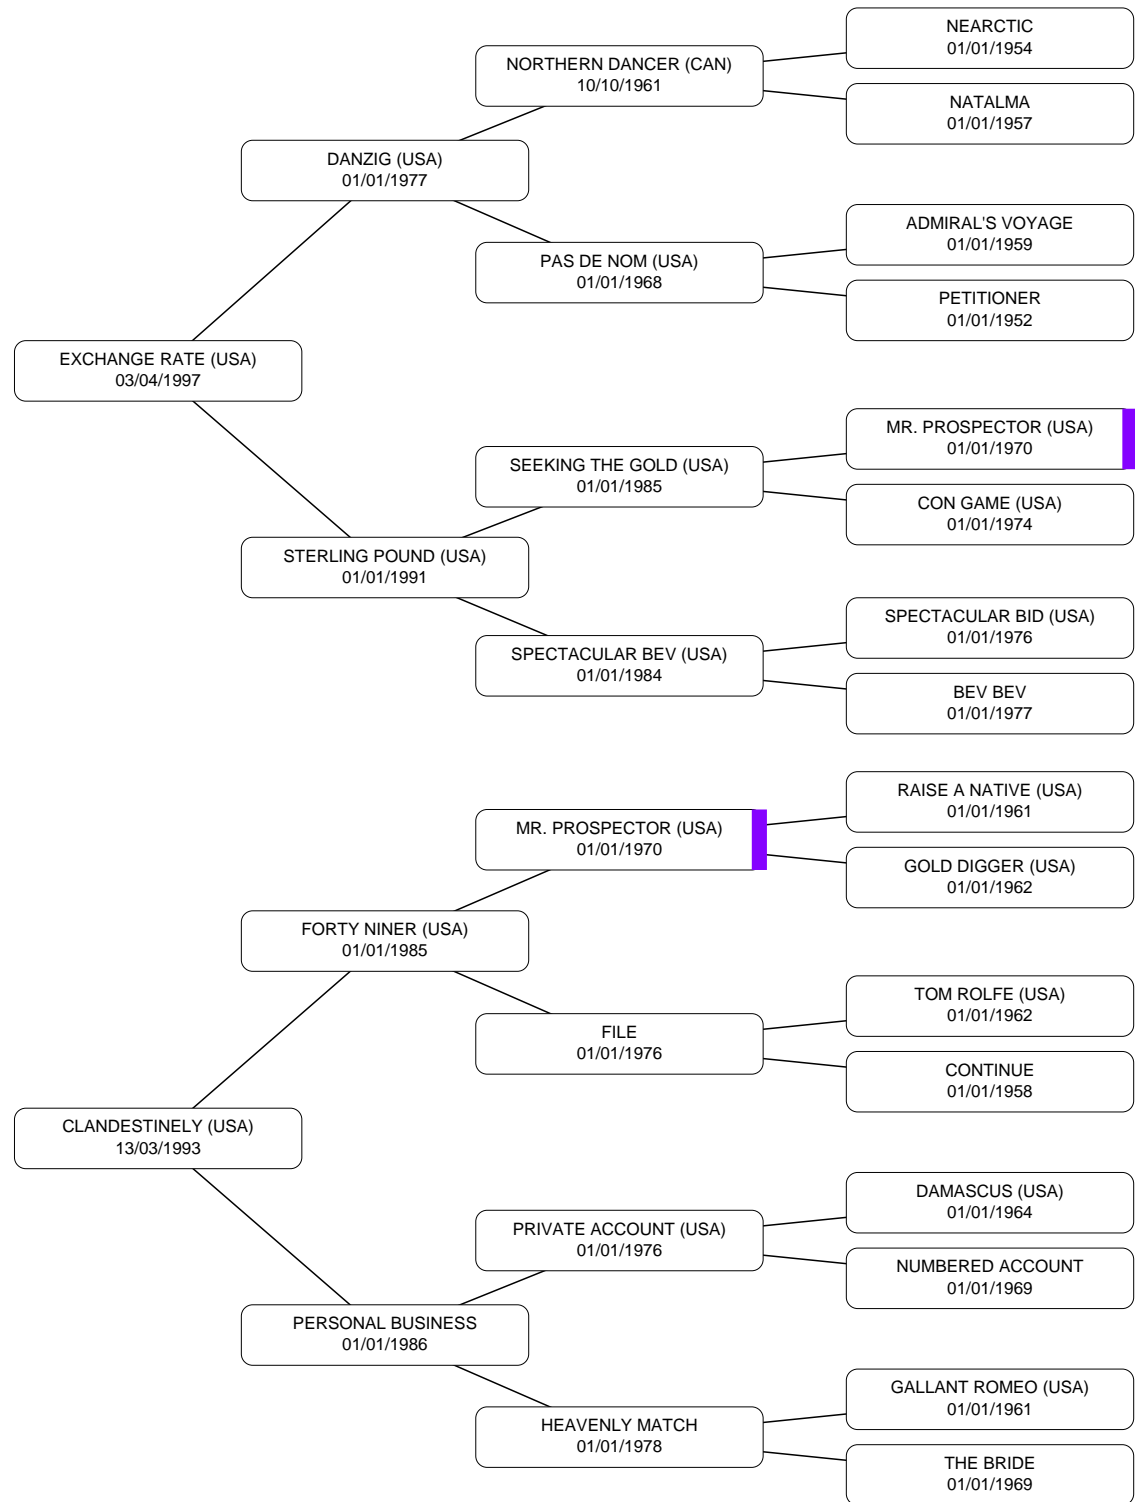 NEARCTIC
01/01/1954
NORTHERN DANCER (CAN)
10/10/1961
NATALMA
01/01/1957
DANZIG (USA)
01/01/1977
ADMIRAL'S VOYAGE
01/01/1959
PAS DE NOM (USA)
01/01/1968
PETITIONER
01/01/1952
EXCHANGE RATE (USA)
03/04/1997
MR. PROSPECTOR (USA)
01/01/1970
SEEKING THE GOLD (USA)
01/01/1985
CON GAME (USA)
01/01/1974
STERLING POUND (USA)
01/01/1991
SPECTACULAR BID (USA)
01/01/1976
SPECTACULAR BEV (USA)
01/01/1984
BEV BEV
01/01/1977
RAISE A NATIVE (USA)
01/01/1961
MR. PROSPECTOR (USA)
01/01/1970
GOLD DIGGER (USA)
01/01/1962
FORTY NINER (USA)
01/01/1985
TOM ROLFE (USA)
01/01/1962
FILE
01/01/1976
CONTINUE
01/01/1958
CLANDESTINELY (USA)
13/03/1993
DAMASCUS (USA)
01/01/1964
PRIVATE ACCOUNT (USA)
01/01/1976
NUMBERED ACCOUNT
01/01/1969
PERSONAL BUSINESS
01/01/1986
GALLANT ROMEO (USA)
01/01/1961
HEAVENLY MATCH
01/01/1978
THE BRIDE
01/01/1969